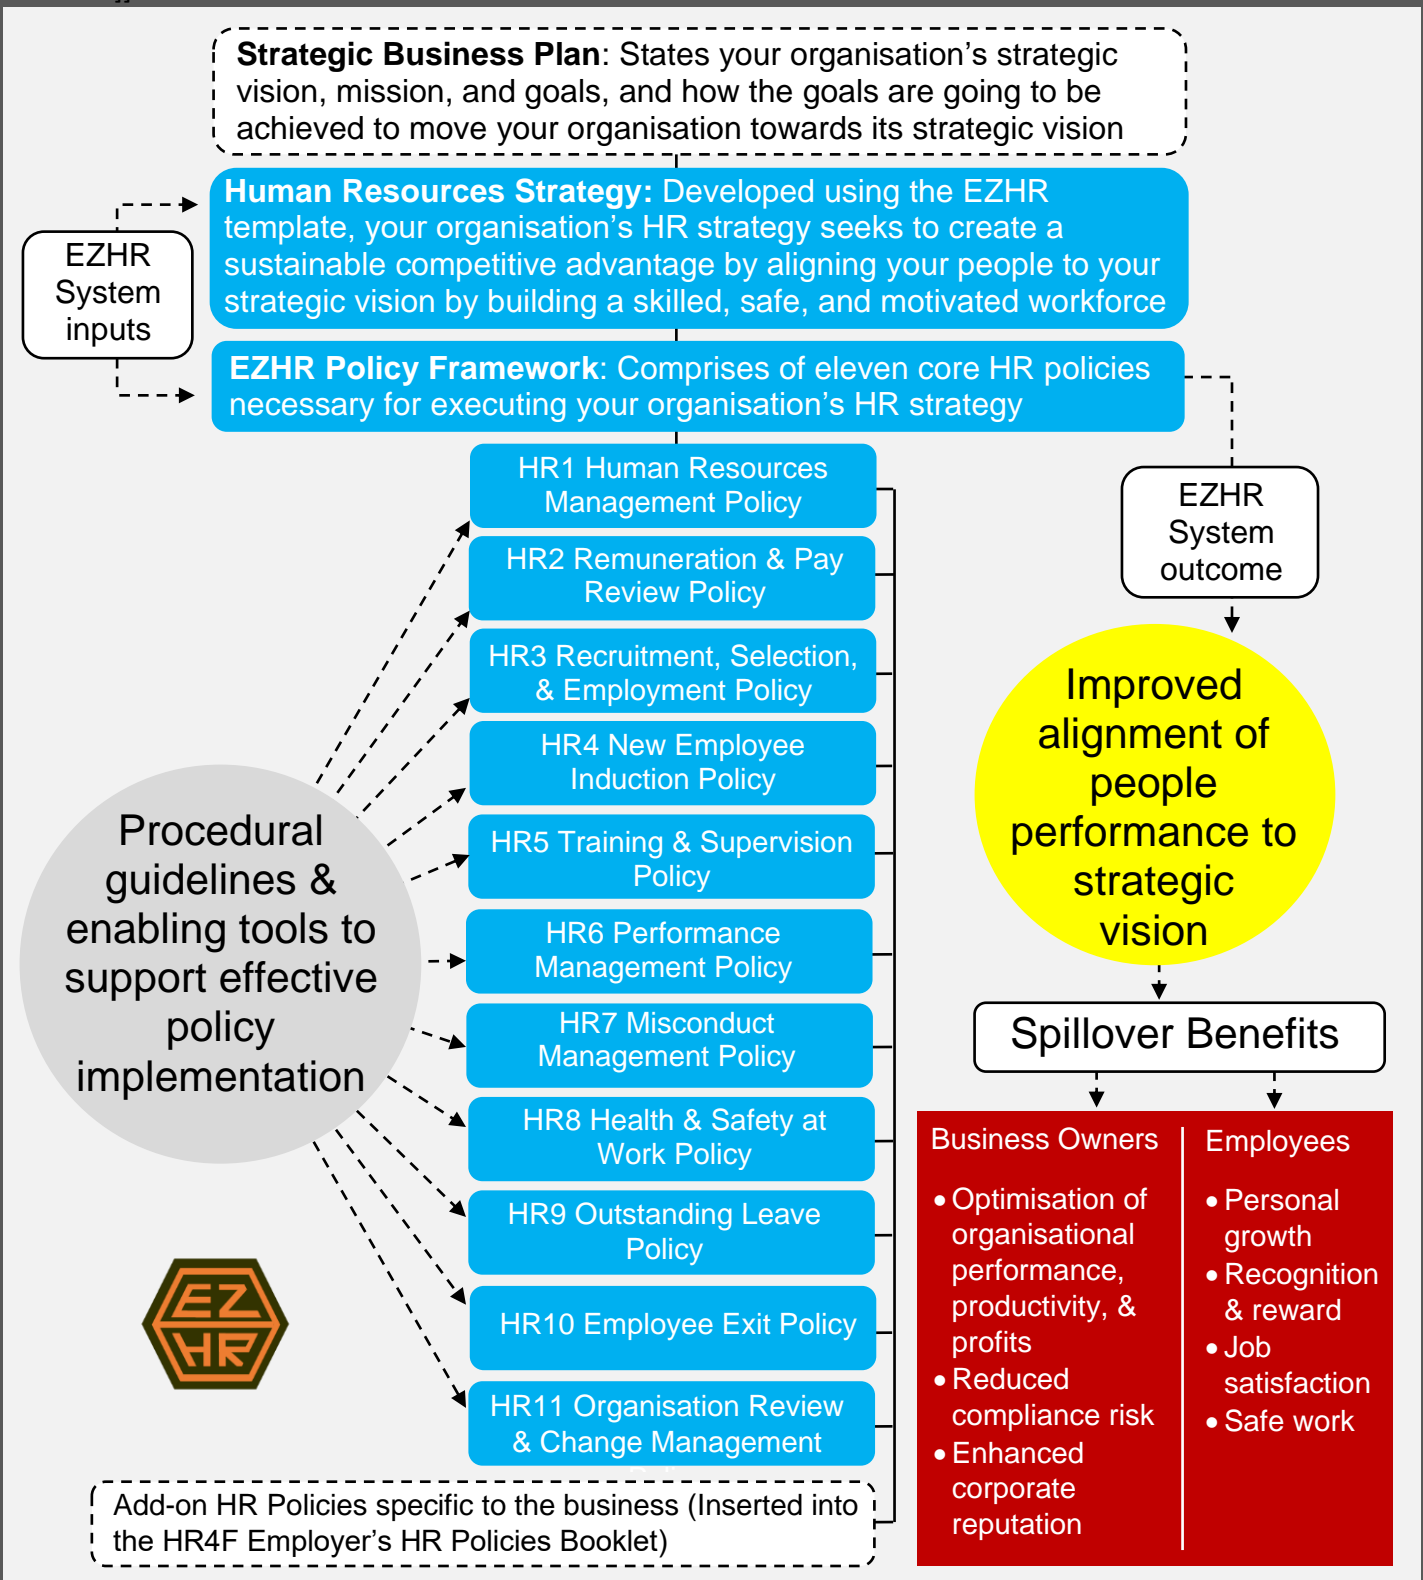 Strategic Business Plan: States your organisation's strategic
vision, mission, and goals, and how the goals are going to be
achieved to move your organisation towards its strategic vision
Human Resources Strategy: Developed using the EZHR
template, your organisation's HR strategy seeks to create a
sustainable competitive advantage by aligning your people to your
strategic vision by building a skilled, safe, and motivated workforce
EZHR
System
inputs
EZHR Policy Framework: Comprises of eleven core HR policies
necessary for executing your organisation's HR strategy
HR1 Human Resources
Management Policy
HR2 Remuneration & Pay
Review Policy
HR3 Recruitment, Selection,
& Employment Policy
HR4 New Employee
Induction Policy
HR5 Training & Supervision
Policy
HR6 Performance
Management Policy
HR7 Misconduct
Management Policy
HR8 Health & Safety at
Work Policy
HR9 Outstanding Leave
Policy
HR10 Employee Exit Policy
HR11 Organisation Review
& Change Management
Add-on HR Policies specific to the business (Inserted into
the HR4F Employer's HR Policies Booklet)
Procedural
guidelines &
enabling tools to
support effective
policy
implementation
EZ
HR
EZHR
System
outcome
Improved
alignment of
people
performance to
strategic
vision
Spillover Benefits
Business Owners
• Optimisation of
organisational
performance,
productivity, &
profits
• Reduced
compliance risk
• Enhanced
corporate
reputation
Employees
• Personal
growth
• Recognition
& reward
• Job
satisfaction
• Safe work